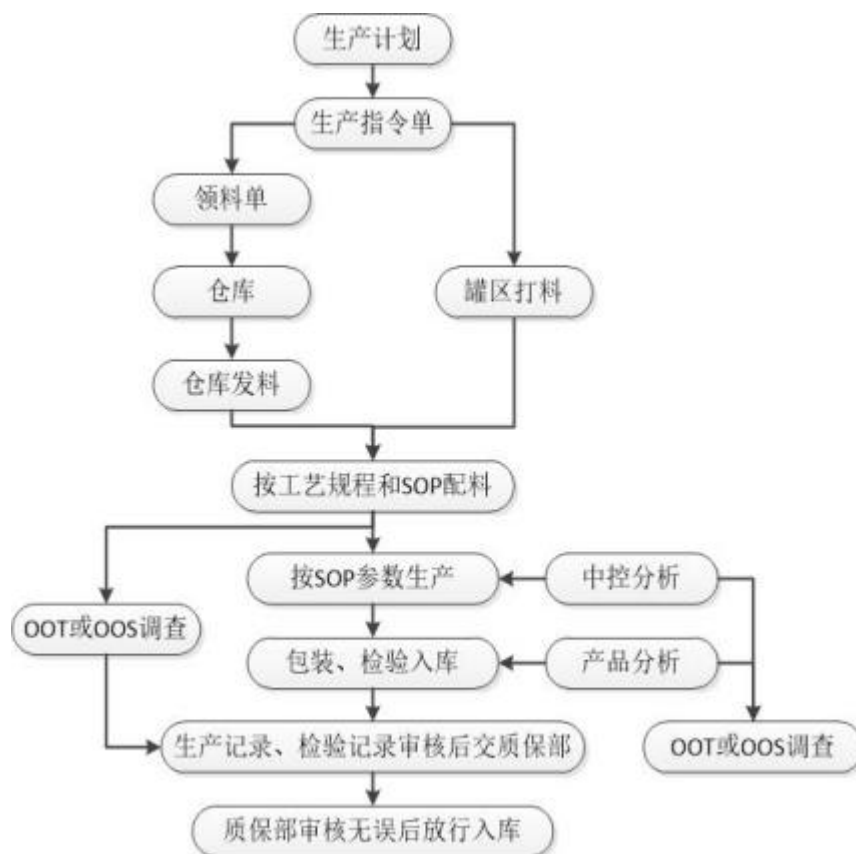 生产计划
生产指令单
领料单
仓库
罐区打料
仓库发料
按工艺规程和SOP配料
按SOP参数生产
中控分析
OOT或OOS调查
包装、检验入库
产品分析
生产记录、检验记录审核后交质保部
OOT或OOS调查
质保部审核无误后放行入库